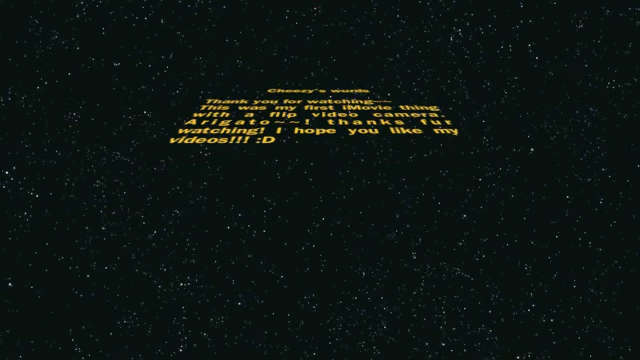 Cheezy's wurds
Thank you for watching~~
This was my first iMovie thing
with a flip video camera.
Arigato~~! thanks fur
watching! I hope you like my
videos!!! :D